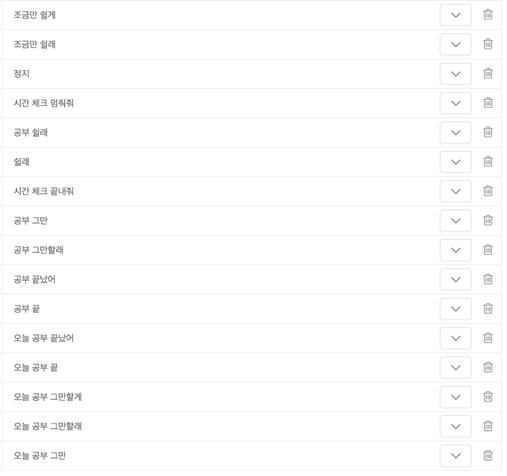 조금만 쉴게
조금만 쉴래
정지
시간 체크 멈춰줘
공부 쉴래
쉴래
시간 체크 끝내줘
공부 그만
공부 그만할래
공부 끝났어
공부 끝
오늘 공부 끝났어
오늘 공부 끝
오늘 공부 그만할게
오늘 공부 그만할래
오늘 공부 그만